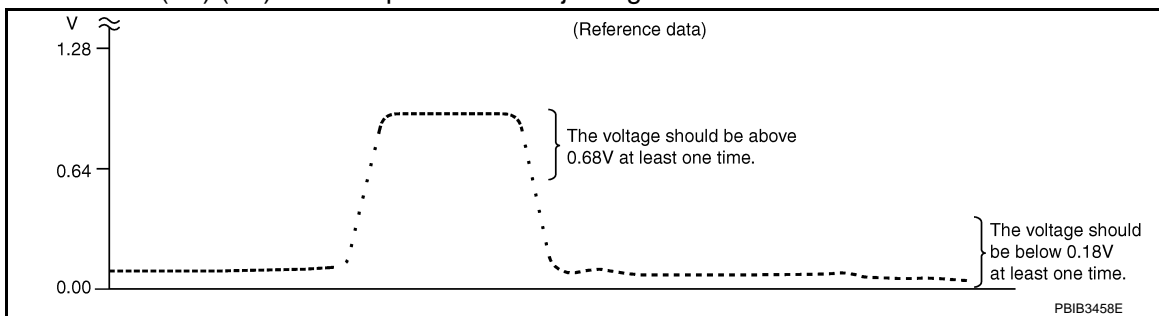 V
(Reference data)
1.28
The voltage should be above
0.68V at least one time.
0.64
The voltage should
be below 0.18V
at least one time.
0.00
PBIB3458E